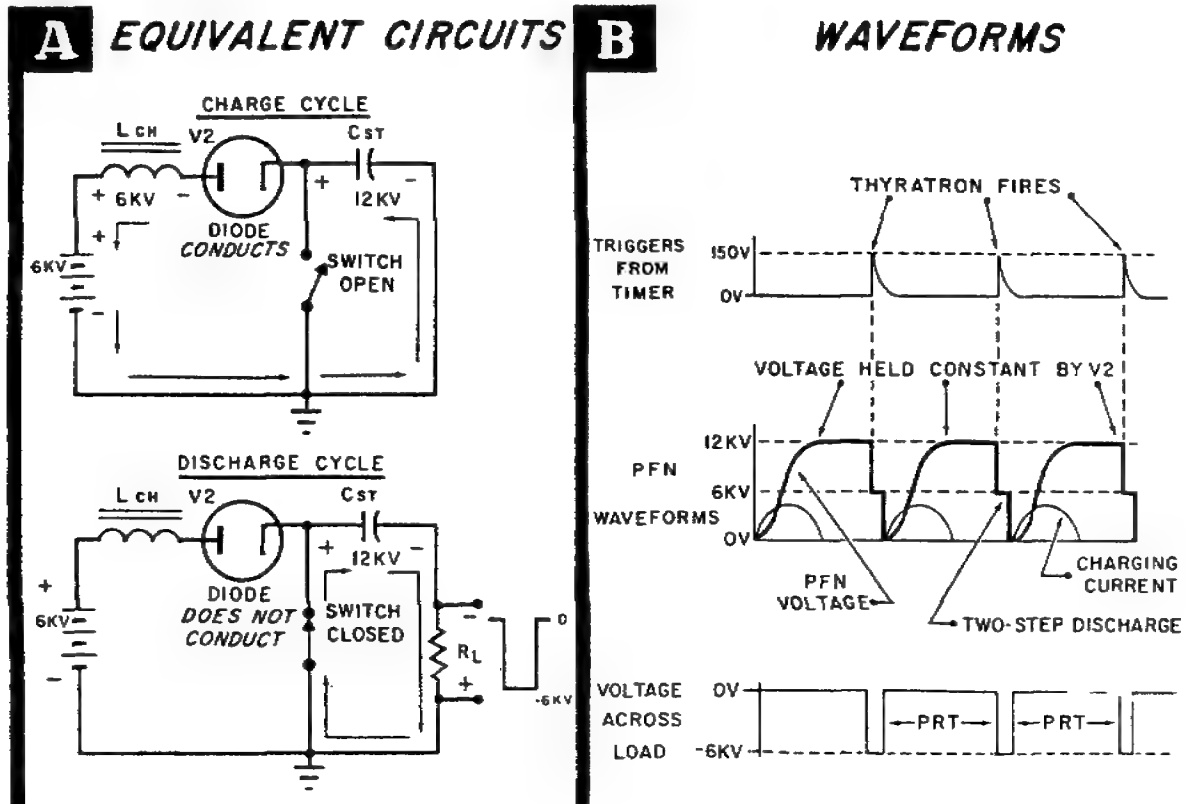 A EQUIVALENT CIRCUITS
CHARGE CYCLE
L CH
V2
CST
+
-
6KV
+
-
12KV
DIODE
CONDUCTS
SWITCH
OPEN
+
6KV
-
DISCHARGE CYCLE
L CH
V2
CST
+
-
12KV
DIODE
DOES NOT
CONDUCT
SWITCH
CLOSED
+
6KV
-
-
RL
+
0
-6KV
B WAVEFORMS
THYRATRON FIRES
TRIGGERS
FROM
TIMER
150V
0V
VOLTAGE HELD CONSTANT BY V2
PFN
WAVEFORMS
12KV
6KV
0V
PFN
VOLTAGE
CHARGING
CURRENT
TWO-STEP DISCHARGE
VOLTAGE
ACROSS
LOAD
0V
-6KV
PRT
PRT